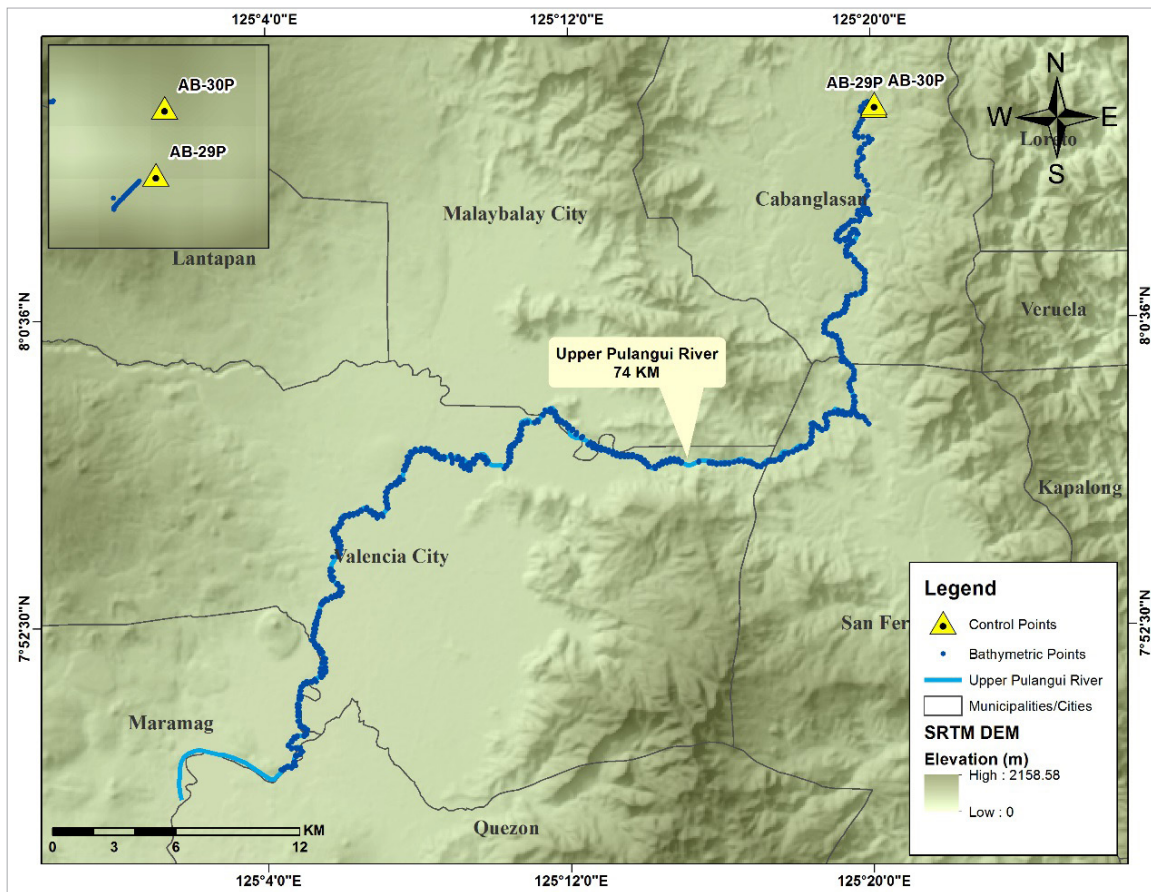 125°4'0"E
125°12'0"E
125°20'0"E
AB-30P
AB-29P
AB-29P
AB-30P
N
W
E
S
Loreto
Cabanglasan
Malaybalay City
Lantapan
8°0'36"N
8°0'36"N
Veruela
Upper Pulangui River
74 KM
Kapalong
Valencia City
7°52'30"N
7°52'30"N
San Fer
Maramag
Quezon
Legend
Control Points
Bathymetric Points
Upper Pulangui River
Municipalities/Cities
SRTM DEM
Elevation (m)
High : 2158.58
Low : 0
KM
0 3 6 12
125°4'0"E
125°12'0"E
125°20'0"E